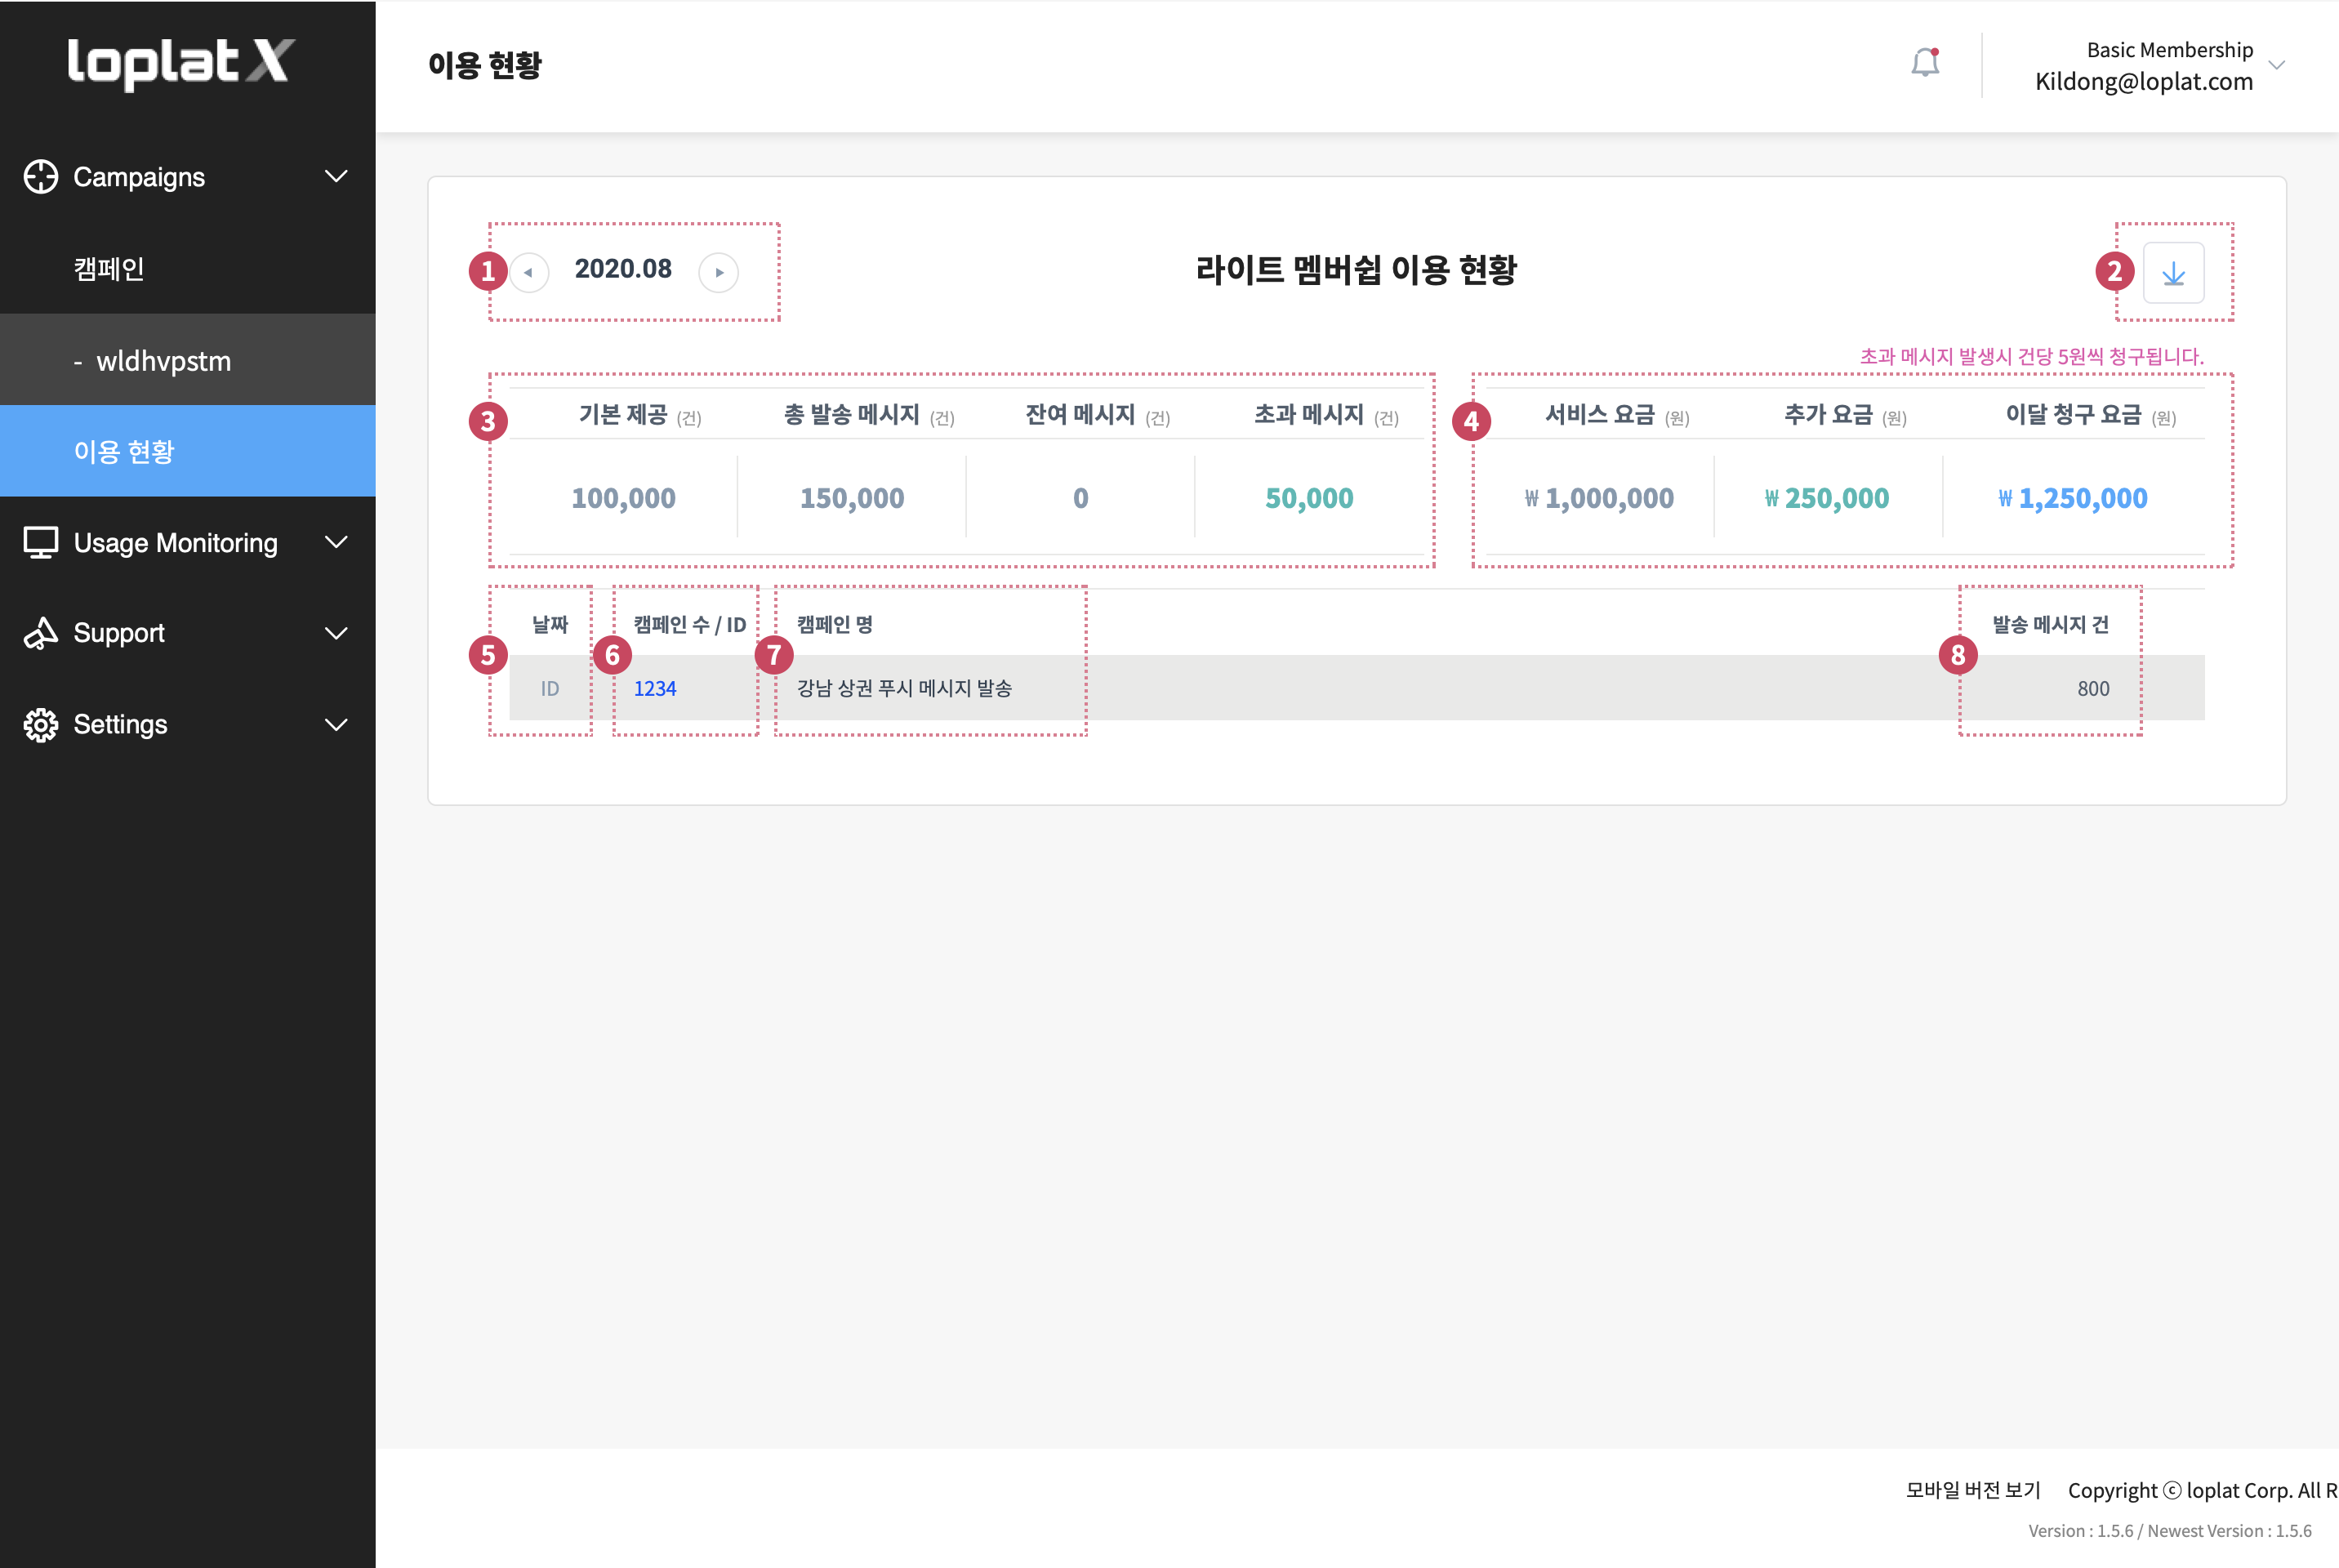 loplat X
이용 현황
Basic Membership
Kildong@loplat.com
Campaigns
캠페인
- wldhvpstm
이용 현황
Usage Monitoring
Support
Settings
1
2020.08
라이트 멤버쉽 이용 현황
2
초과 메시지 발생시 건당 5원씩 청구됩니다.
3
기본 제공 (건) 총 발송 메시지 (건) 잔여 메시지 (건) 초과 메시지 (건)
4
서비스 요금 (원) 추가 요금 (원) 이달 청구 요금 (원)
100,000 150,000 0 50,000
₩ 1,000,000 ₩ 250,000 ₩ 1,250,000
날짜 캠페인 수 / ID 캠페인 명 발송 메시지 건
5 6 7 8
ID 1234 강남 상권 푸시 메시지 발송 800
모바일 버전 보기 Copyright ⓒ loplat Corp. All R
Version : 1.5.6 / Newest Version : 1.5.6